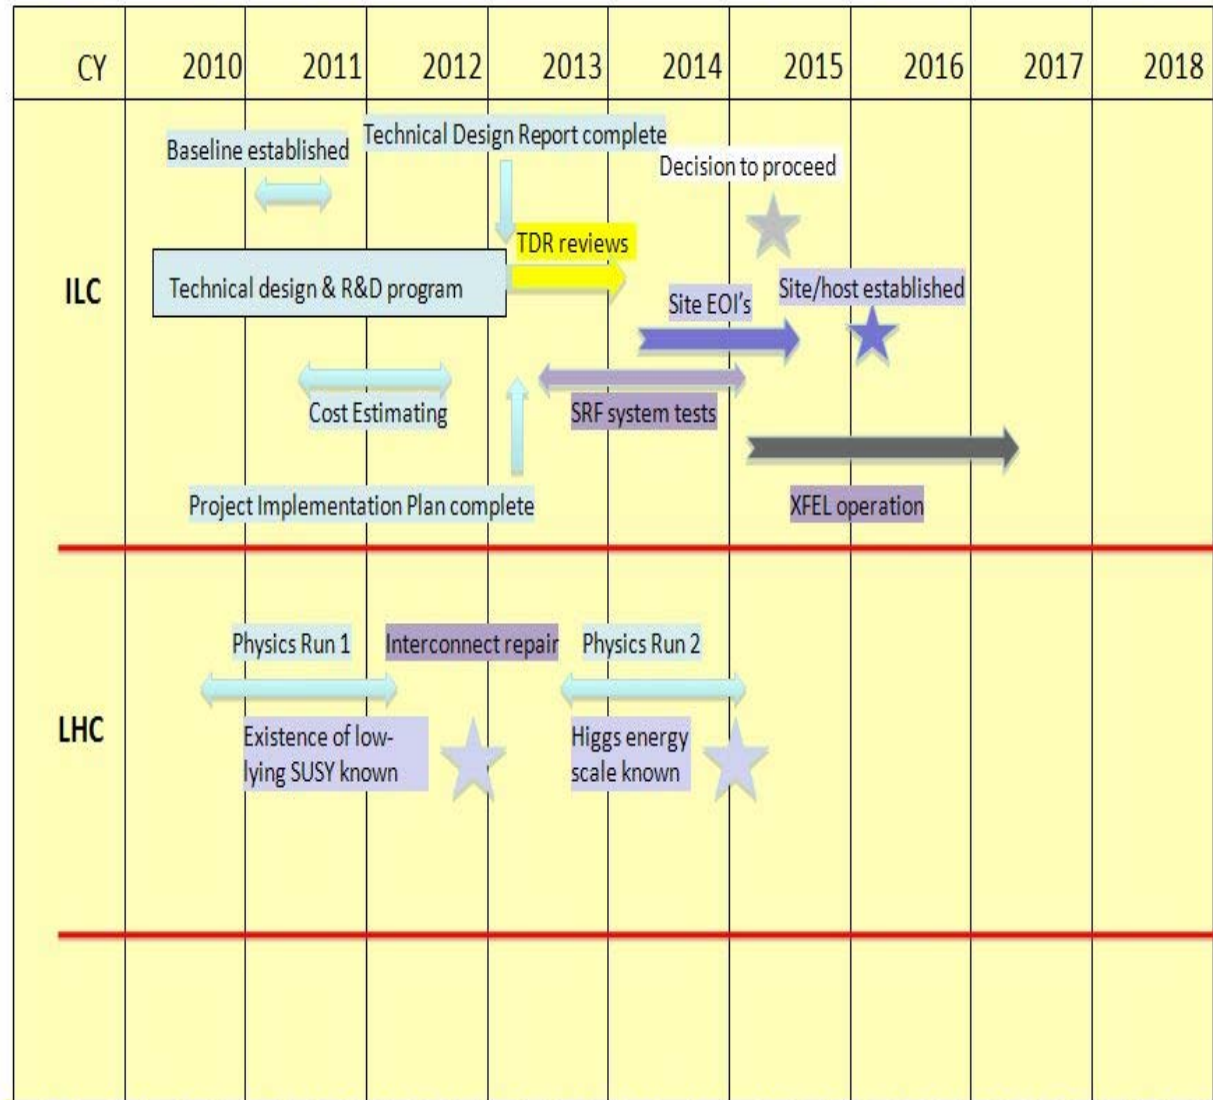 CY 2010 2011 2012 2013 2014 2015 2016 2017 2018
Technical Design Report complete
Baseline established
Decision to proceed
TDR reviews
ILC
Technical design & R&D program
Site/host established
Site EOI's
Cost Estimating
SRF system tests
Project Implementation Plan complete
XFEL operation
Physics Run 1
Interconnect repair
Physics Run 2
LHC
Existence of low-
lying SUSY known
Higgs energy
scale known